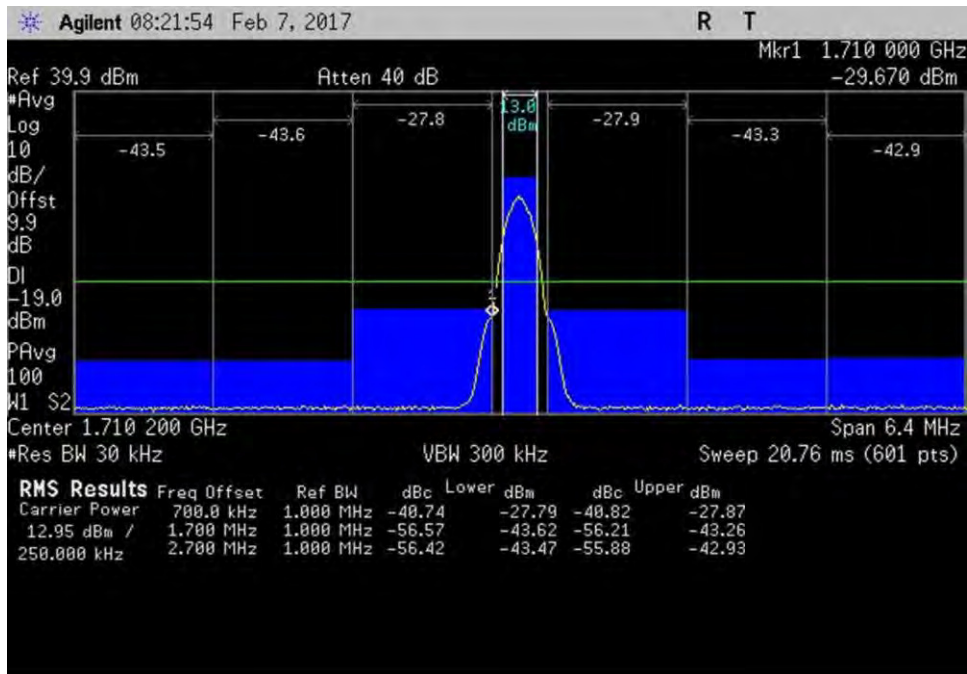 Agilent 08:21:54 Feb 7, 2017 R T
Mkr1 1.710 000 GHz
Ref 39.9 dBm Atten 40 dB -29.670 dBm
#Avg
Log
10
dB/
Offst
9.9
dB
DI
-19.0
dBm
PAvg
100
W1 S2
-43.5 -43.6 -27.8 13.0 dBm -27.9 -43.3 -42.9
1
Center 1.710 200 GHz Span 6.4 MHz
#Res BW 30 kHz VBW 300 kHz Sweep 20.76 ms (601 pts)
RMS Results Freq Offset Ref BW dBc Lower dBm dBc Upper dBm
Carrier Power 700.0 kHz 1.000 MHz -40.74 -27.79 -40.82 -27.87
12.95 dBm / 1.700 MHz 1.000 MHz -56.57 -43.62 -56.21 -43.26
250.000 kHz 2.700 MHz 1.000 MHz -56.42 -43.47 -55.88 -42.93